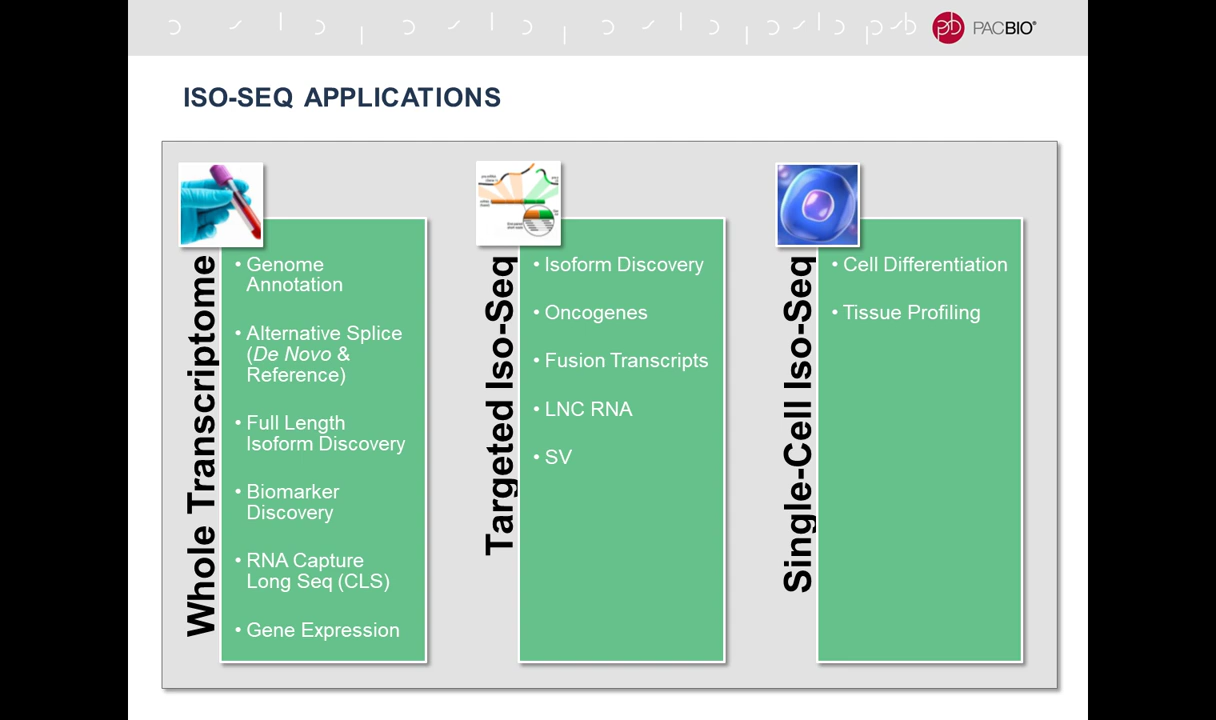 PACBIO®
ISO-SEQ APPLICATIONS
Whole Transcriptome
• Genome
Annotation
• Alternative Splice
(De Novo &
Reference)
• Full Length
Isoform Discovery
• Biomarker
Discovery
• RNA Capture
Long Seq (CLS)
• Gene Expression
Targeted Iso-Seq
• Isoform Discovery
• Oncogenes
• Fusion Transcripts
• LNC RNA
• SV
Single-Cell Iso-Seq
• Cell Differentiation
• Tissue Profiling